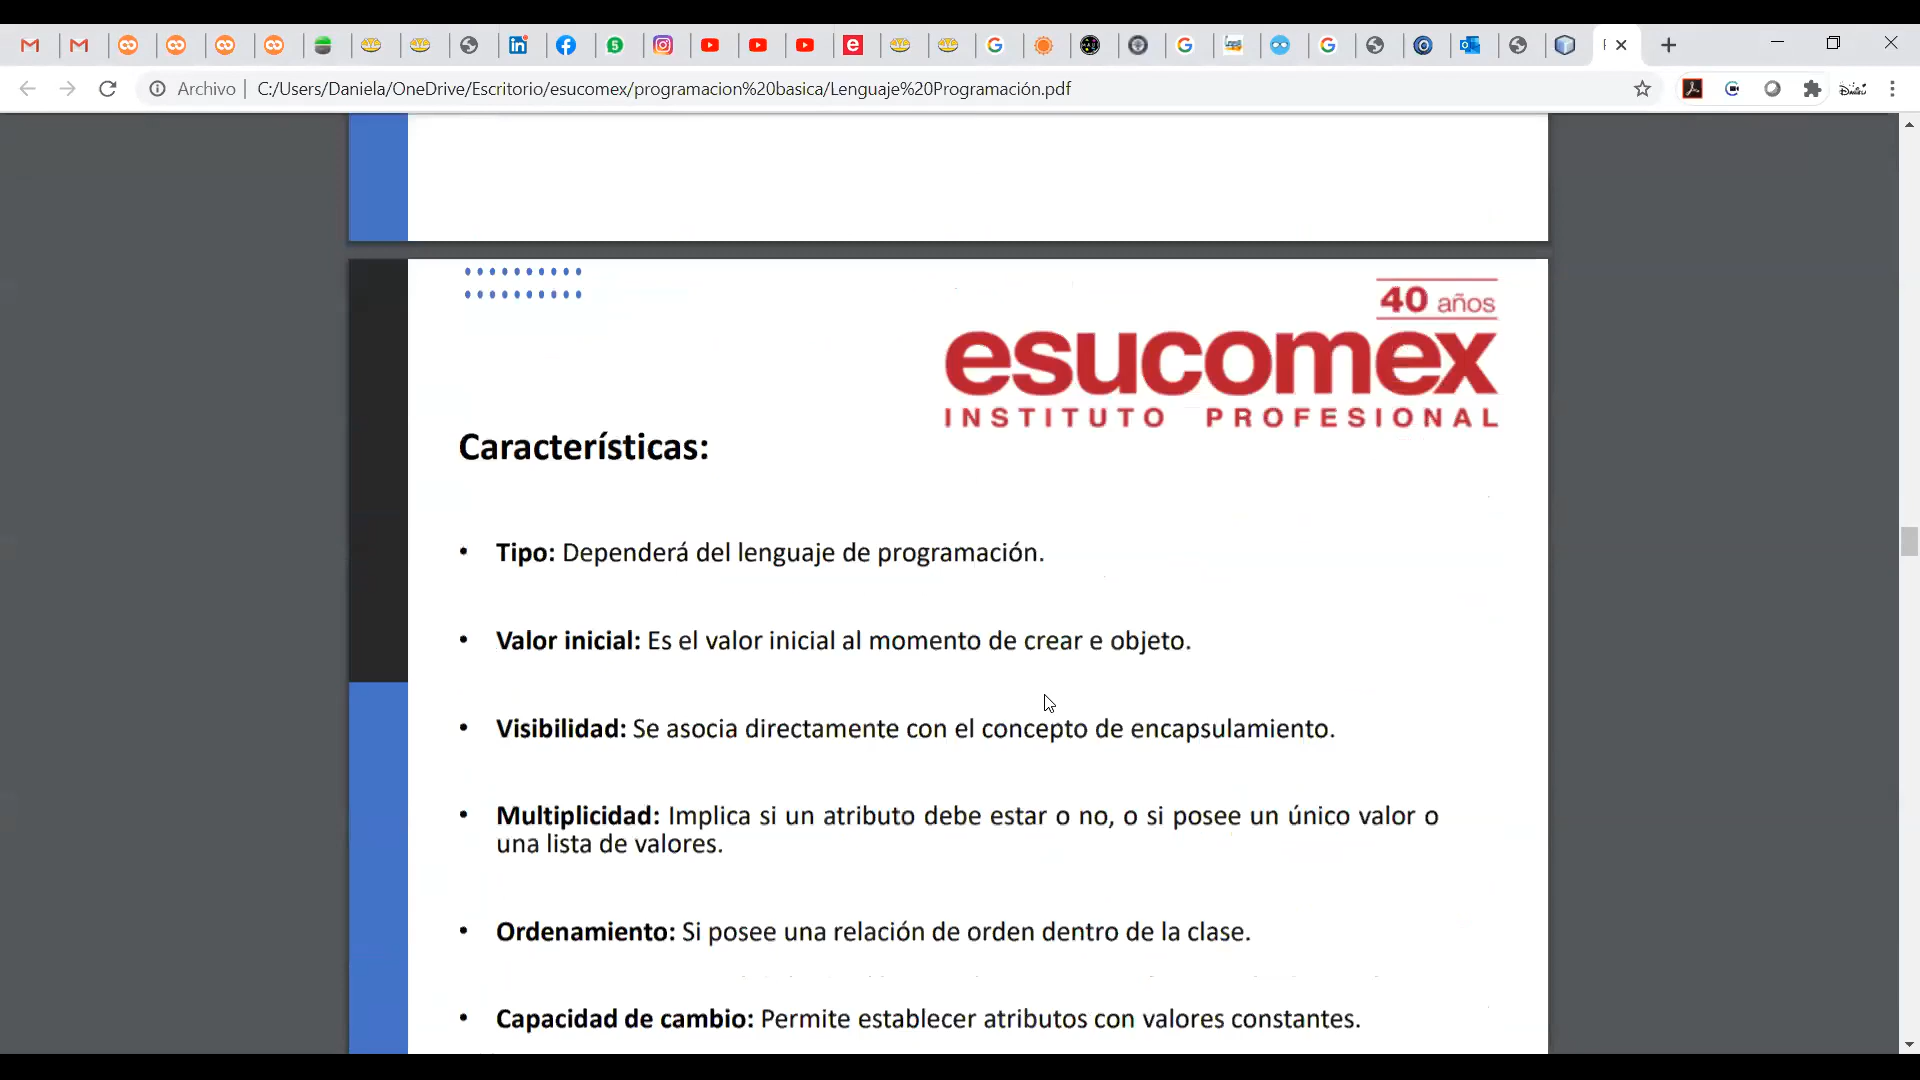 Archivo
C:/Users/Daniela/OneDrive/Escritorio/esucomex/programacion%20basica/Lenguaje%20Programación.pdf
40 años
esucomex
INSTITUTO PROFESIONAL
Características:
• Tipo: Dependerá del lenguaje de programación.
• Valor inicial: Es el valor inicial al momento de crear e objeto.
• Visibilidad: Se asocia directamente con el concepto de encapsulamiento.
• Multiplicidad: Implica si un atributo debe estar o no, o si posee un único valor o
una lista de valores.
• Ordenamiento: Si posee una relación de orden dentro de la clase.
• Capacidad de cambio: Permite establecer atributos con valores constantes.